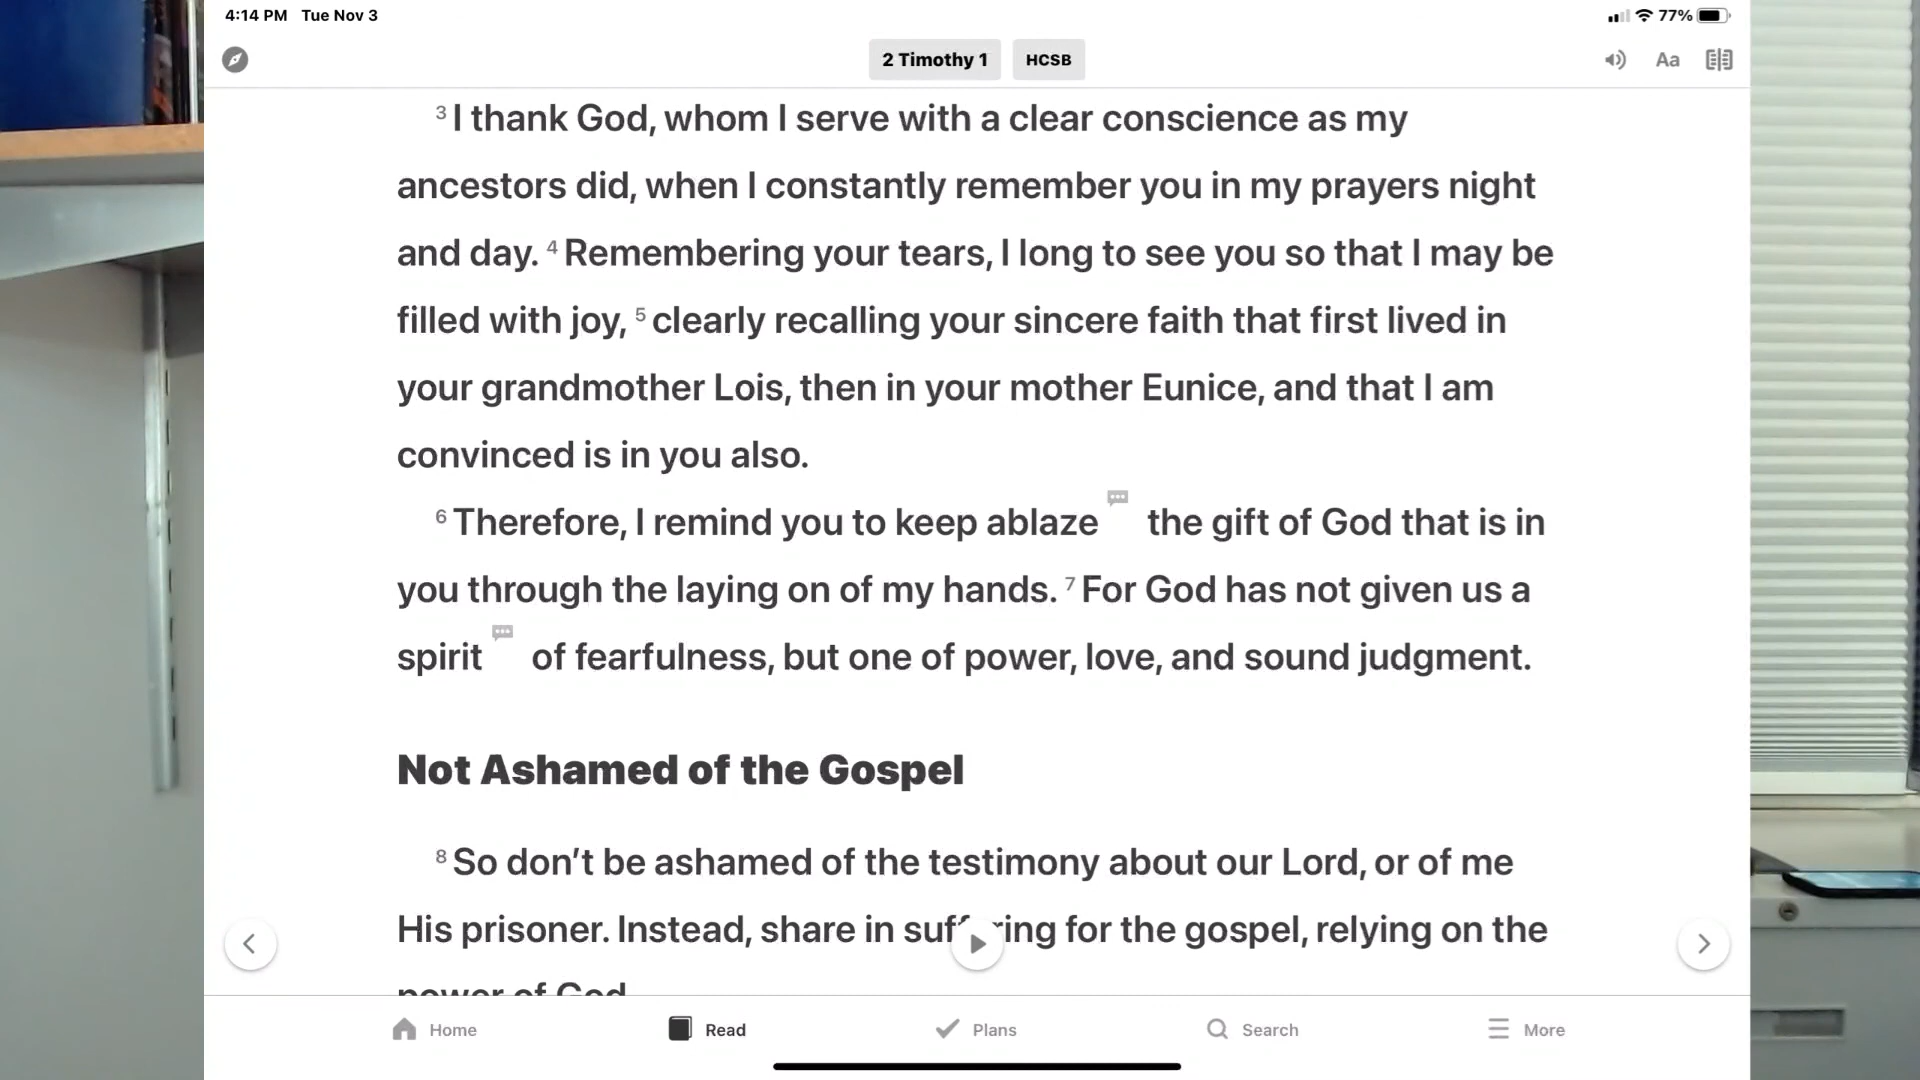 4:14 PM Tue Nov 3
77%
2 Timothy 1
HCSB
Aa
3 I thank God, whom I serve with a clear conscience as my
ancestors did, when I constantly remember you in my prayers night
and day. 4 Remembering your tears, I long to see you so that I may be
filled with joy, 5 clearly recalling your sincere faith that first lived in
your grandmother Lois, then in your mother Eunice, and that I am
convinced is in you also.
6 Therefore, I remind you to keep ablaze the gift of God that is in
you through the laying on of my hands. 7 For God has not given us a
spirit of fearfulness, but one of power, love, and sound judgment.
Not Ashamed of the Gospel
8 So don't be ashamed of the testimony about our Lord, or of me
His prisoner. Instead, share in suffering for the gospel, relying on the
power of God.
Home
Read
Plans
Search
More